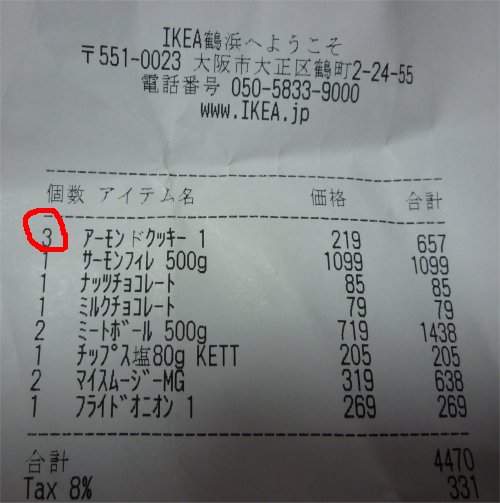 IKEA鶴浜へようこそ
〒551-0023 大阪市大正区鶴町2-24-55
電話番号 050-5833-9000
www.IKEA.jp
個数 アイテム名 価格 合計
3 アーモンドクッキー 1 219 657
1 サーモンフィレ 500g 1099 1099
1 ナッツチョコレート 85 85
1 ミルクチョコレート 79 79
2 ミートボール 500g 719 1438
1 チップス塩80g KETT 205 205
2 マイスムージーMG 319 638
1 フライドオニオン 1 269 269
合計 4470
Tax 8% 331